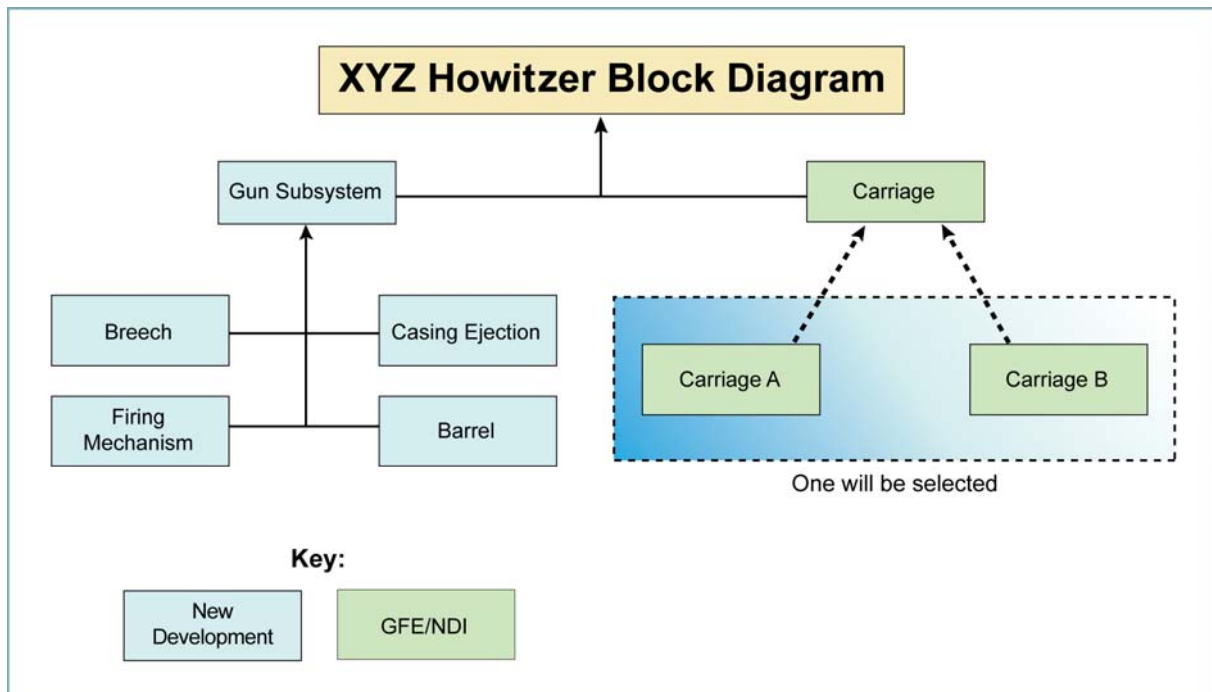 XYZ Howitzer Block Diagram
Gun Subsystem
Carriage
Breech
Casing Ejection
Firing
Mechanism
Barrel
Carriage A
Carriage B
One will be selected
Key:
New
Development
GFE/NDI